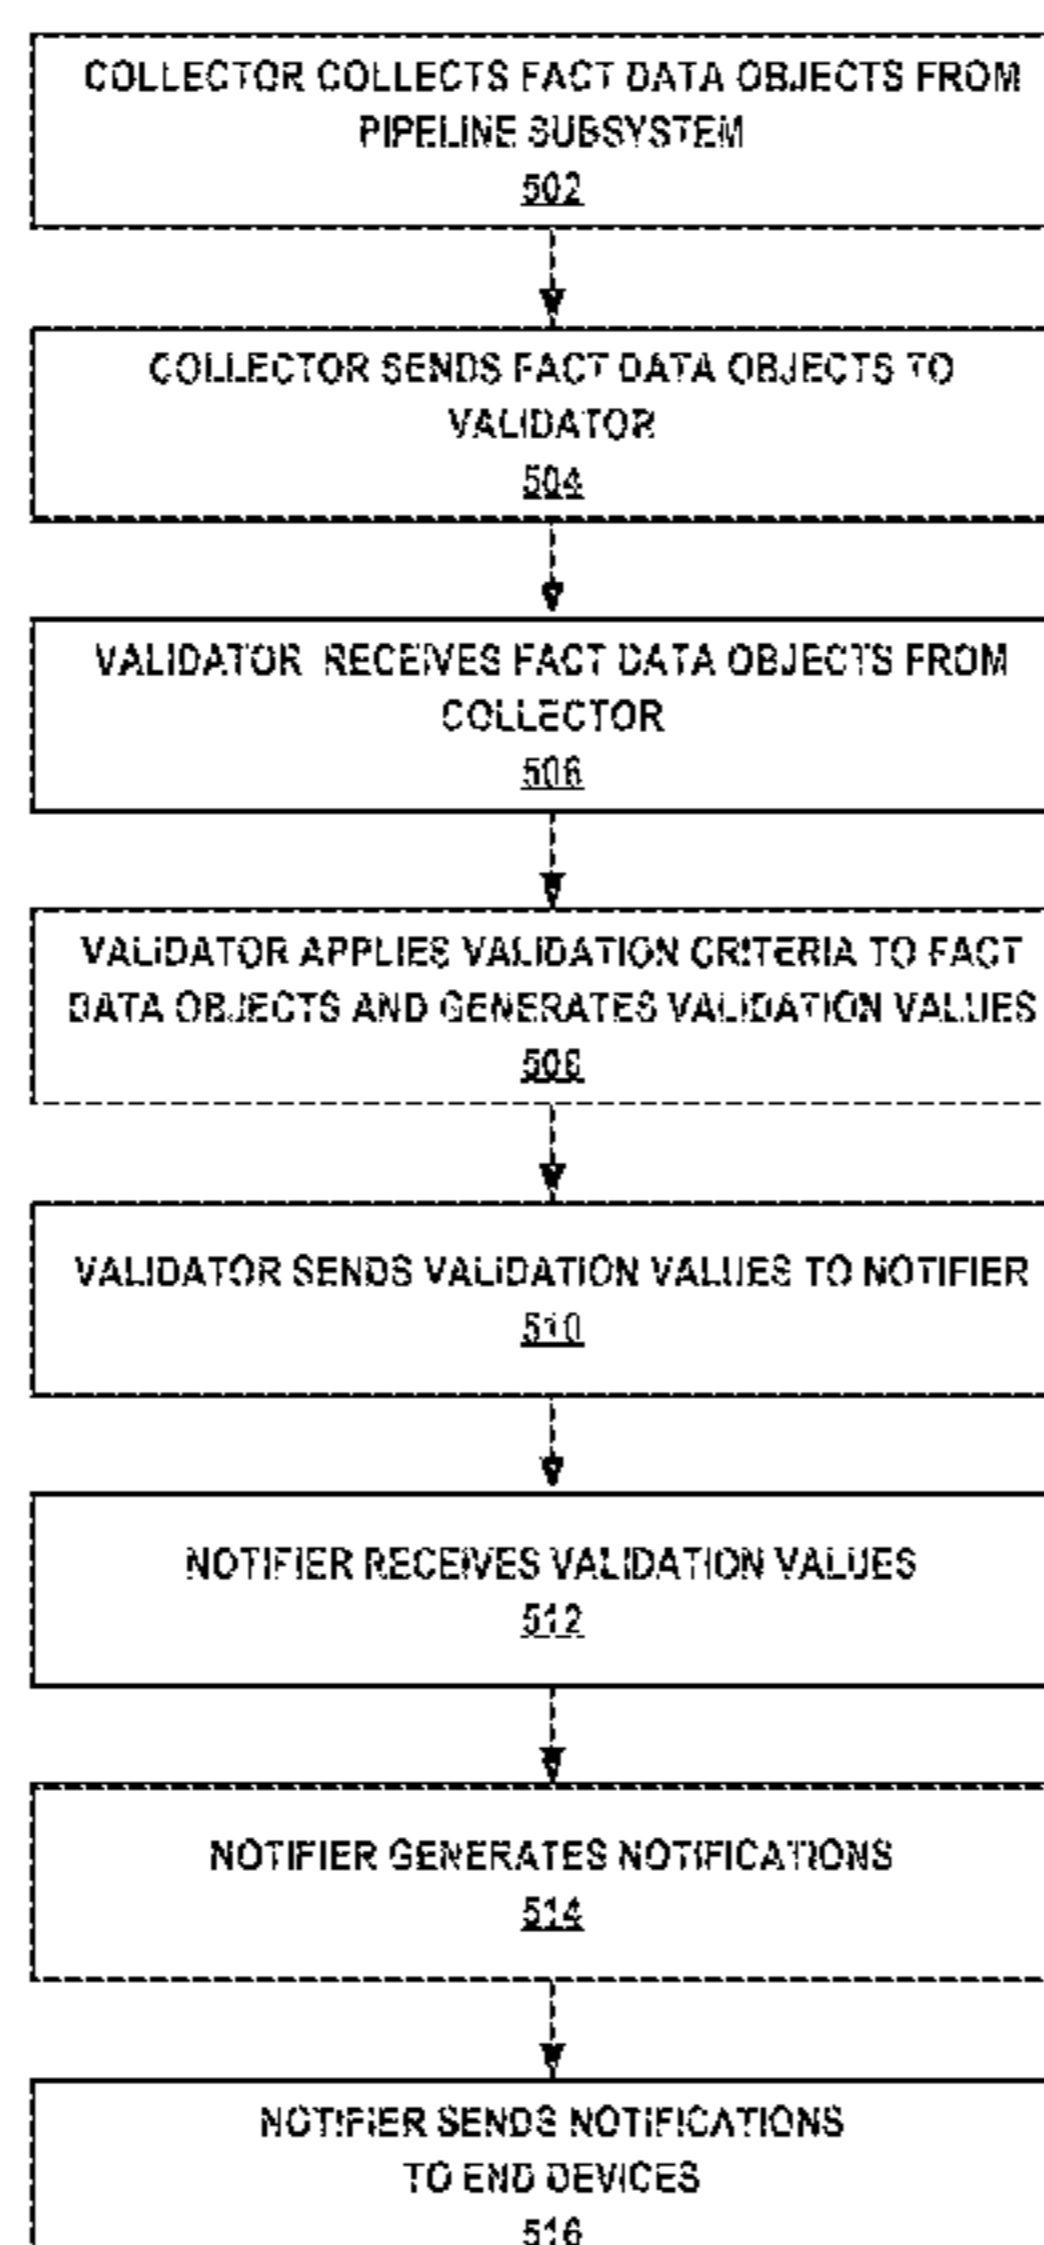 COLLECTOR COLLECTS FACT DATA OBJECTS FROM
PIPELINE SUBSYSTEM
502
COLLECTOR SENDS FACT DATA OBJECTS TO
VALIDATOR
504
VALIDATOR RECEIVES FACT DATA OBJECTS FROM
COLLECTOR
506
VALIDATOR APPLIES VALIDATION CRITERIA TO FACT
DATA OBJECTS AND GENERATES VALIDATION VALUES
508
VALIDATOR SENDS VALIDATION VALUES TO NOTIFIER
510
NOTIFIER RECEIVES VALIDATION VALUES
512
NOTIFIER GENERATES NOTIFICATIONS
514
NOTIFIER SENDS NOTIFICATIONS
TO END DEVICES
516